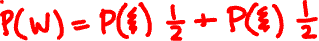 P(W) = P(ξ) 1/2 + P(ξ) 1/2